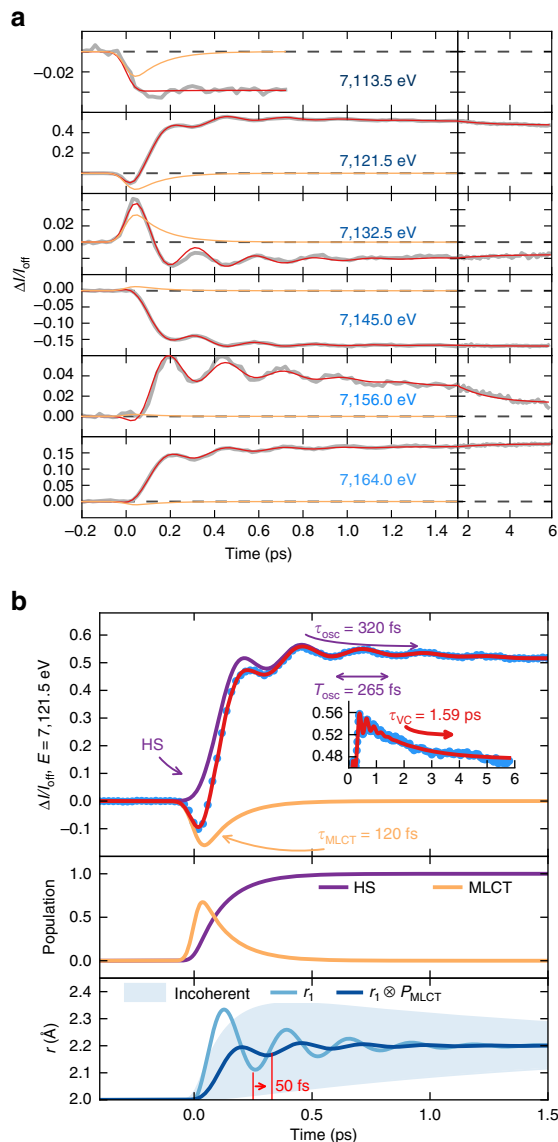 a
−0.02
7,113.5 eV
0.4
0.2
7,121.5 eV
0.02
0.00
7,132.5 eV
ΔI/I_off
0.00
−0.05
−0.10
−0.15
7,145.0 eV
0.04
0.02
0.00
7,156.0 eV
0.15
0.10
0.05
0.00
7,164.0 eV
−0.2 0.0 0.2 0.4 0.6 0.8 1.0 1.2 1.4 2 4 6
Time (ps)
b
0.6
0.5
0.4
0.3
0.2
0.1
0.0
−0.1
ΔI/I_off, E = 7,121.5 eV
τ_osc = 320 fs
T_osc = 265 fs
HS
τ_VC = 1.59 ps
0.56
0.52
0.48
0 1 2 3 4 5 6
τ_MLCT = 120 fs
1.0
0.5
0.0
Population
HS MLCT
2.4
2.3
2.2
2.1
2.0
r (Å)
Incoherent r₁ r₁ ⊗ P_MLCT
50 fs
0.0 0.5 1.0 1.5
Time (ps)